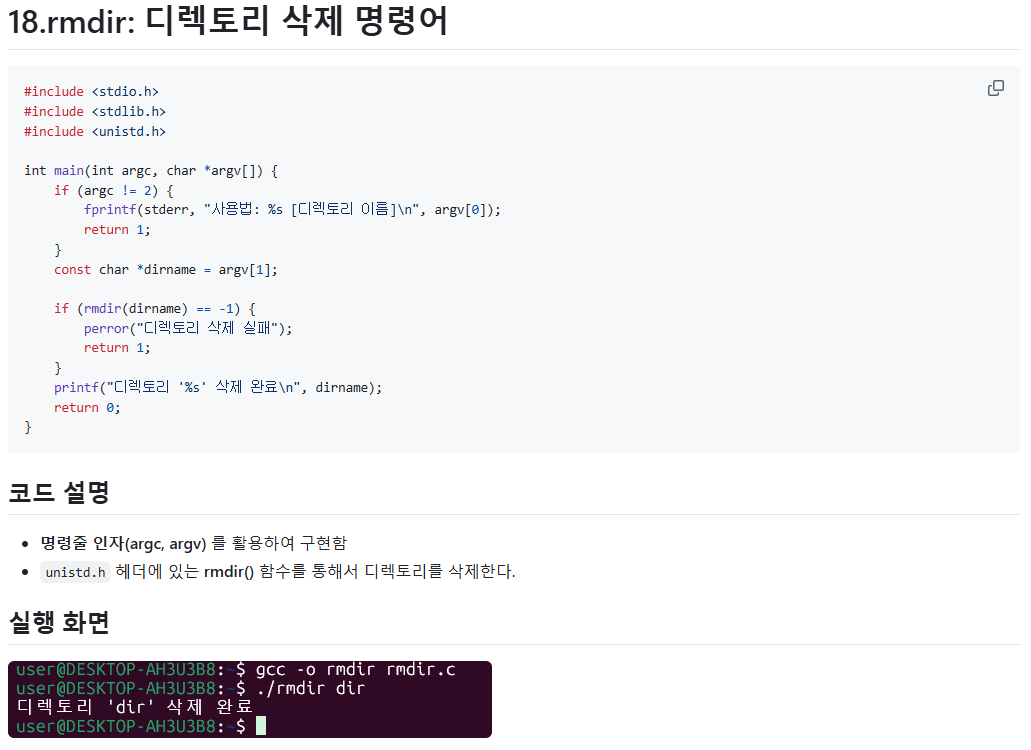 18.rmdir: 디렉토리 삭제 명령어
#include <stdio.h>
#include <stdlib.h>
#include <unistd.h>

int main(int argc, char *argv[]) {
    if (argc != 2) {
        fprintf(stderr, "사용법: %s [디렉토리 이름]\n", argv[0]);
        return 1;
    }
    const char *dirname = argv[1];

    if (rmdir(dirname) == -1) {
        perror("디렉토리 삭제 실패");
        return 1;
    }
    printf("디렉토리 '%s' 삭제 완료\n", dirname);
    return 0;
}
코드 설명
• 명령줄 인자(argc, argv) 를 활용하여 구현함
• unistd.h 헤더에 있는 rmdir() 함수를 통해서 디렉토리를 삭제한다.
실행 화면
user@DESKTOP-AH3U3B8:~$ gcc -o rmdir rmdir.c
user@DESKTOP-AH3U3B8:~$ ./rmdir dir
디렉토리 'dir' 삭제 완료
user@DESKTOP-AH3U3B8:~$